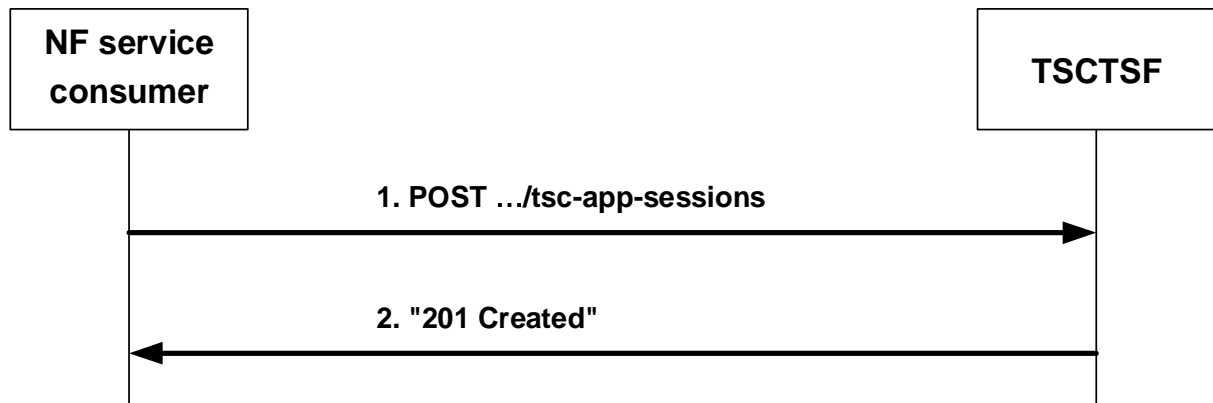 NF service
consumer
TSCTSF
1. POST …/tsc-app-sessions
2. "201 Created"